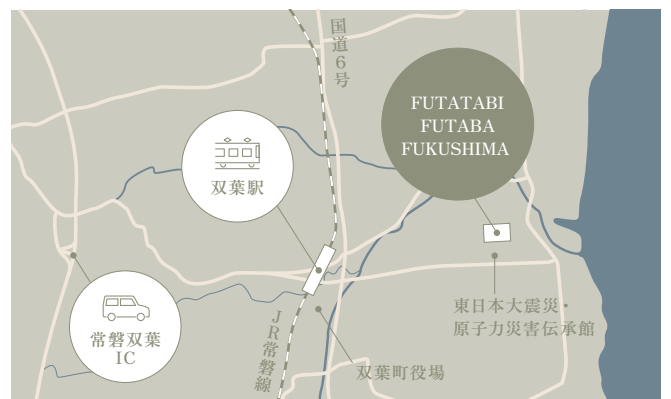 国道6号
FUTATABI
FUTABA
FUKUSHIMA
双葉駅
常磐双葉
IC
東日本大震災・
原子力災害伝承館
JR常磐線
双葉町役場